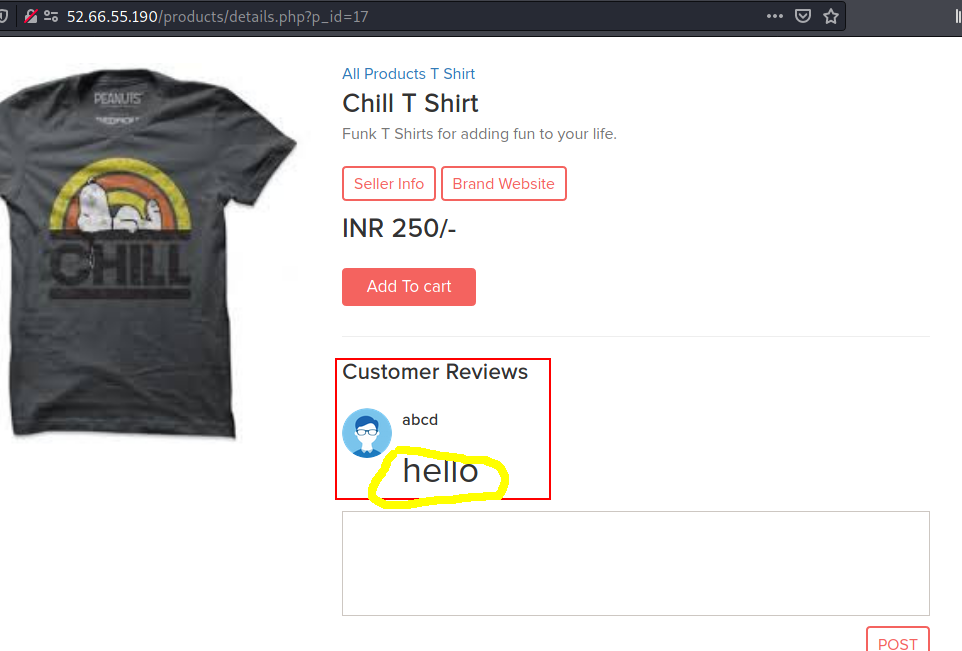 52.66.55.190/products/details.php?p_id=17
PEANUTS
CHILL
All Products T Shirt
Chill T Shirt
Funk T Shirts for adding fun to your life.
Seller Info
Brand Website
INR 250/-
Add To cart
Customer Reviews
abcd
hello
POST